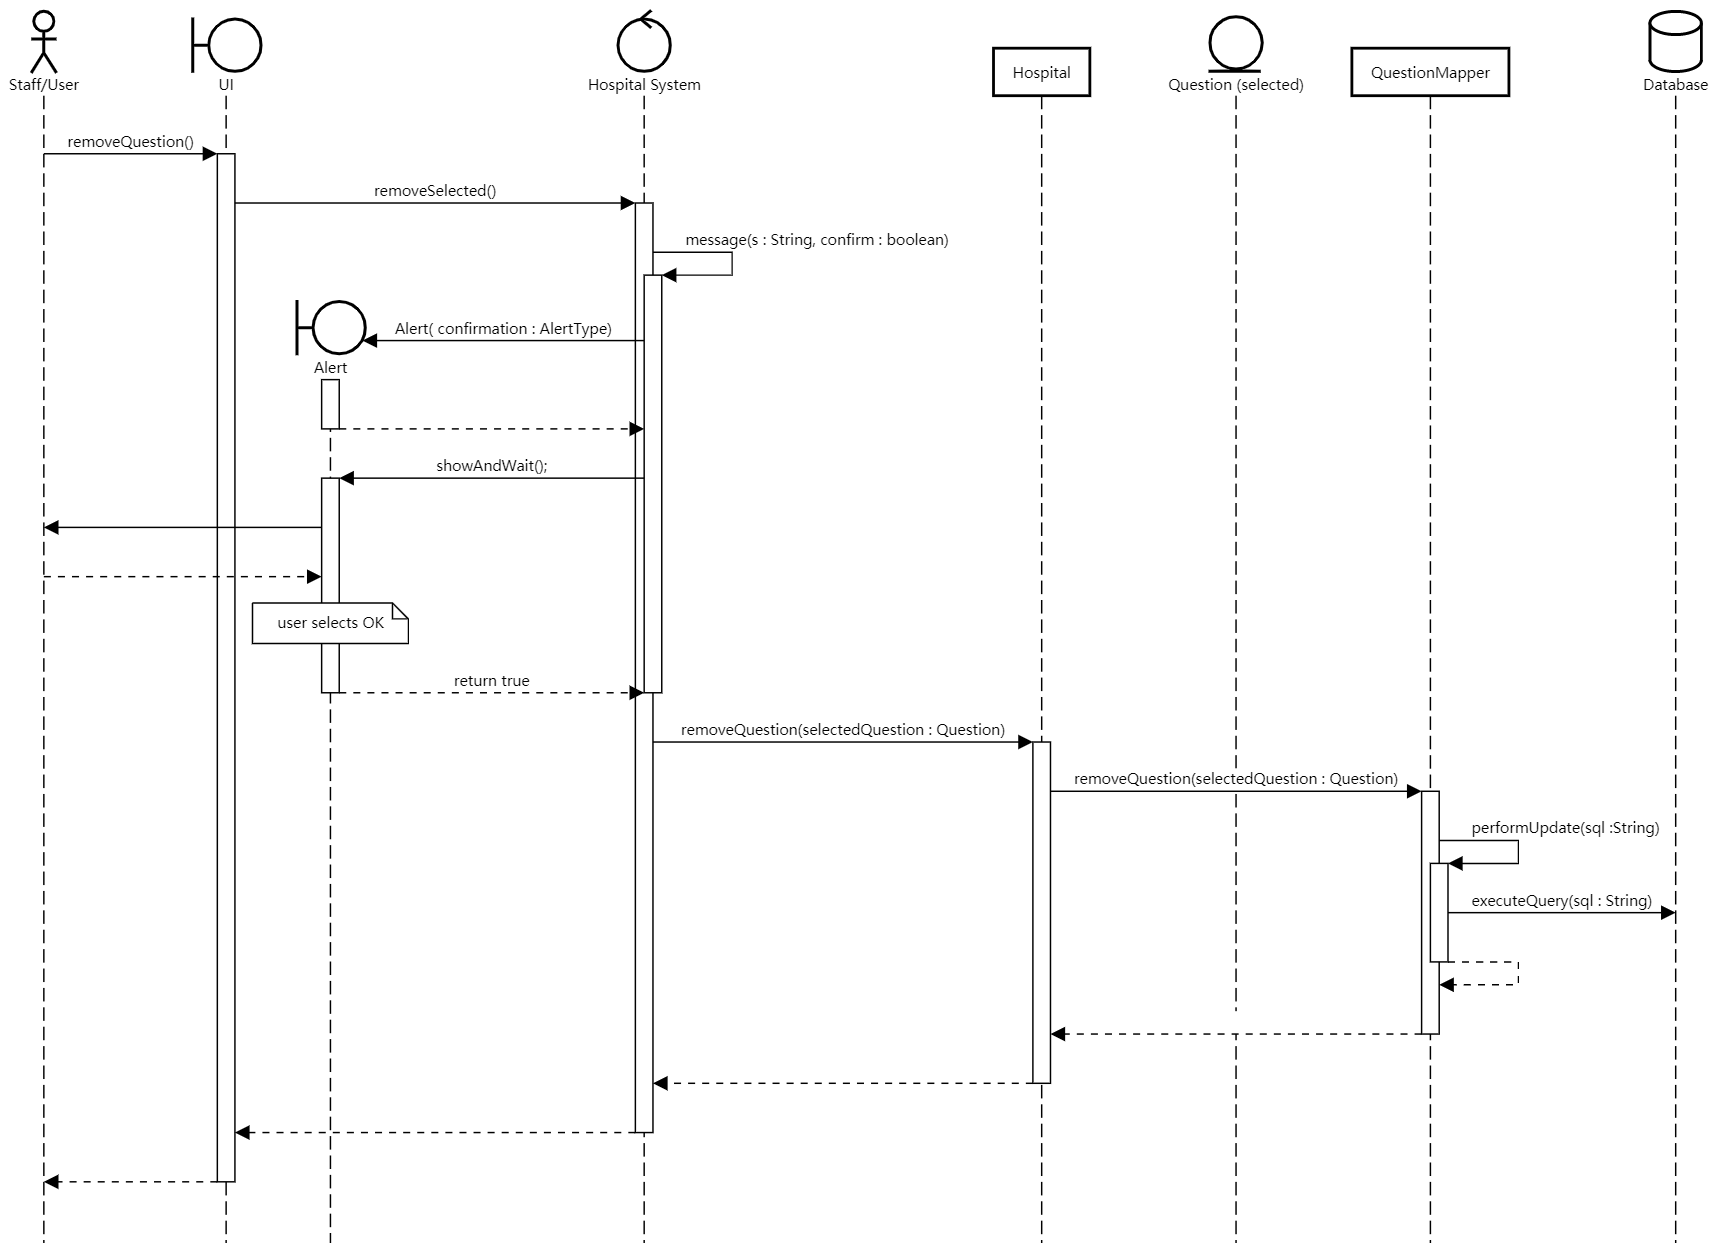 Staff/User
UI
Hospital System
Hospital
Question (selected)
QuestionMapper
Database
removeQuestion()
removeSelected()
message(s : String, confirm : boolean)
Alert( confirmation : AlertType)
Alert
showAndWait();
user selects OK
return true
removeQuestion(selectedQuestion : Question)
removeQuestion(selectedQuestion : Question)
performUpdate(sql :String)
executeQuery(sql : String)